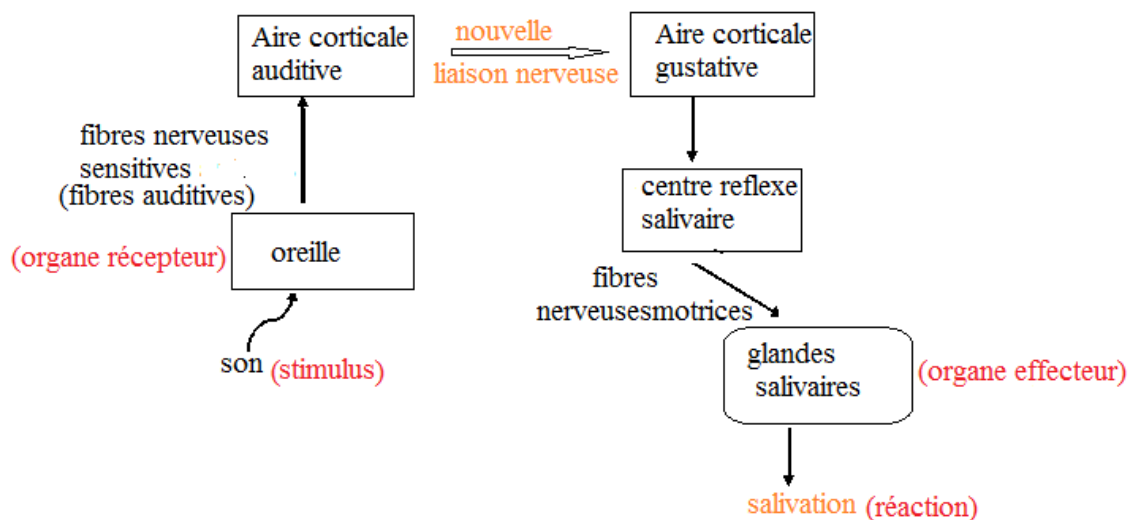 Aire corticale
auditive
nouvelle
liaison nerveuse
Aire corticale
gustative
fibres nerveuses
sensitives
(fibres auditives)
centre reflexe
salivaire
(organe récepteur)
oreille
fibres
nerveusesmotrices
son (stimulus)
glandes
salivaires
(organe effecteur)
salivation (réaction)